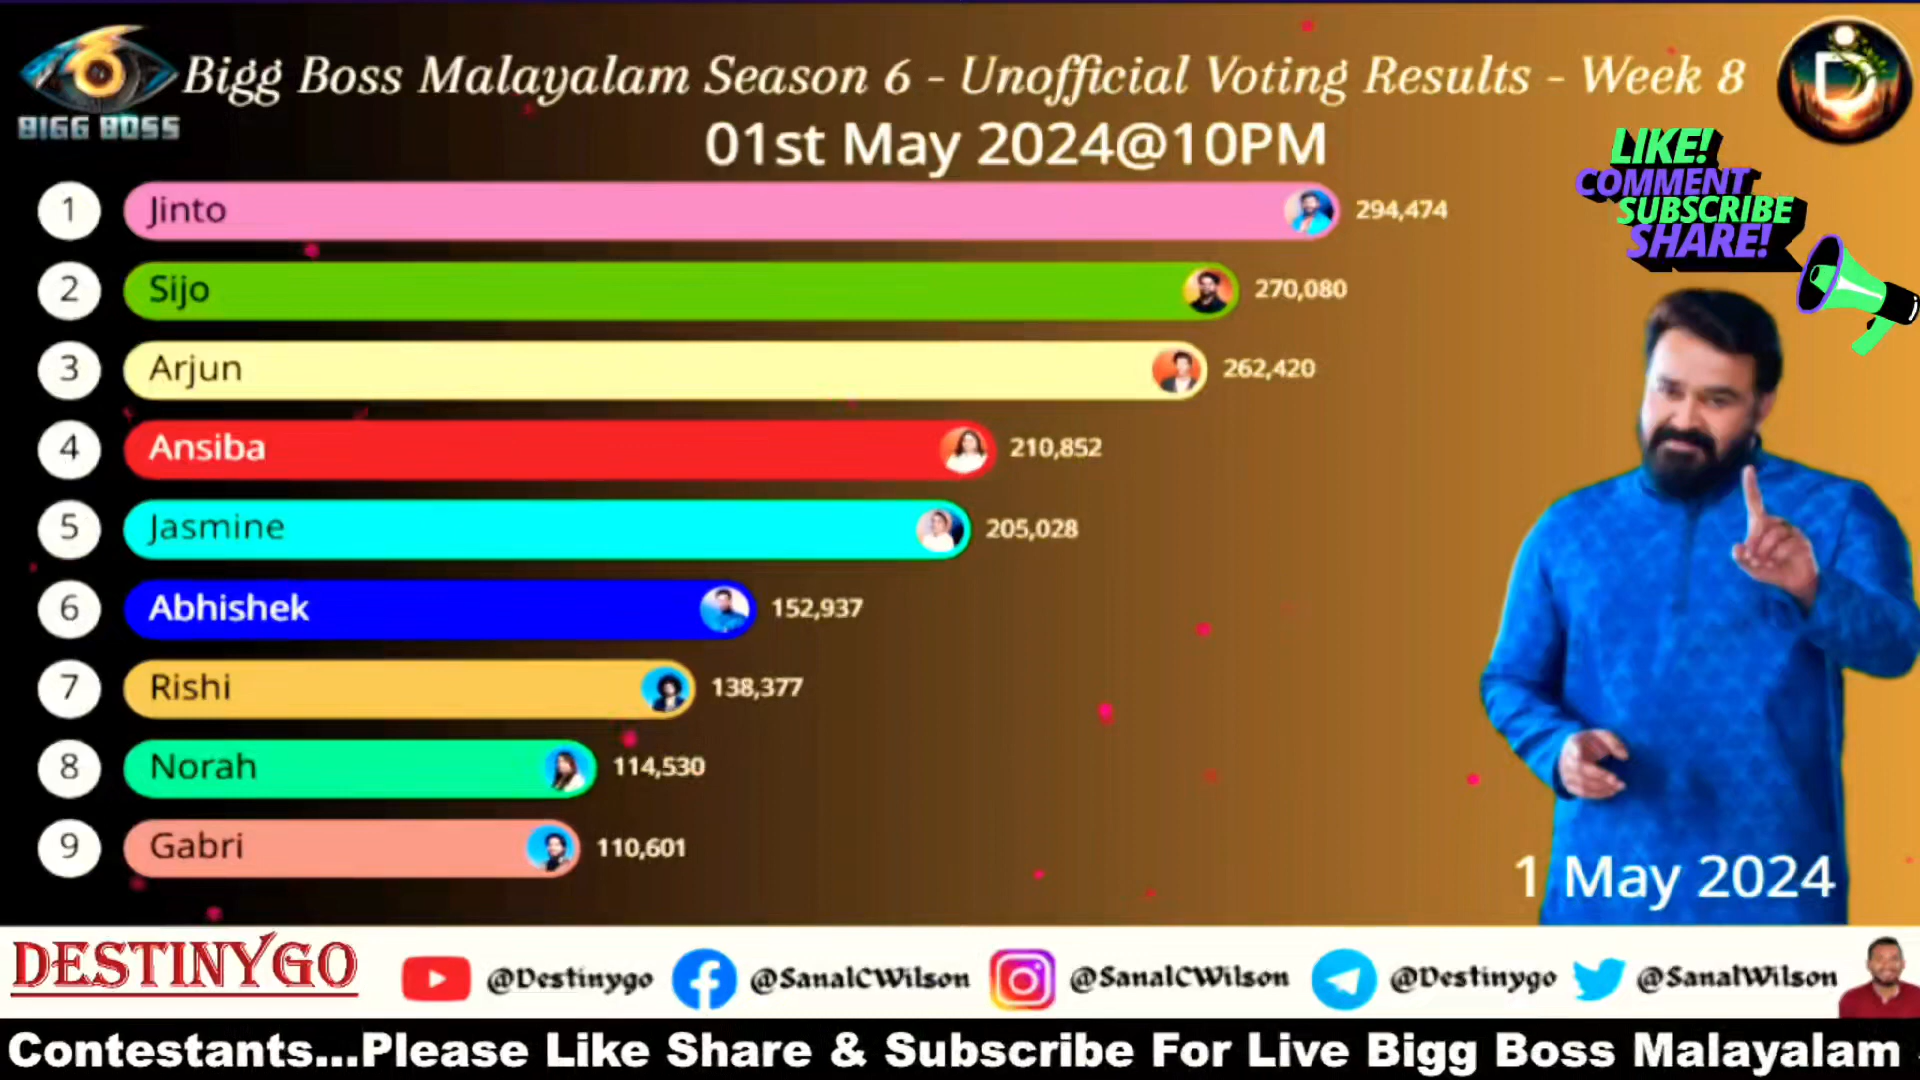 Bigg Boss Malayalam Season 6 - Unofficial Voting Results - Week 8
BIGG BOSS
D
01st May 2024@10PM
LIKE!
COMMENT
SUBSCRIBE
SHARE!
1 Jinto 294,474
2 Sijo 270,080
3 Arjun 262,420
4 Ansiba 210,852
5 Jasmine 205,028
6 Abhishek 152,937
7 Rishi 138,377
8 Norah 114,530
9 Gabri 110,601
1 May 2024
DESTINYGO @Destinygo @SanalCWilson @SanalCWilson @Destinygo @SanalWilson
Contestants...Please Like Share & Subscribe For Live Bigg Boss Malayalam